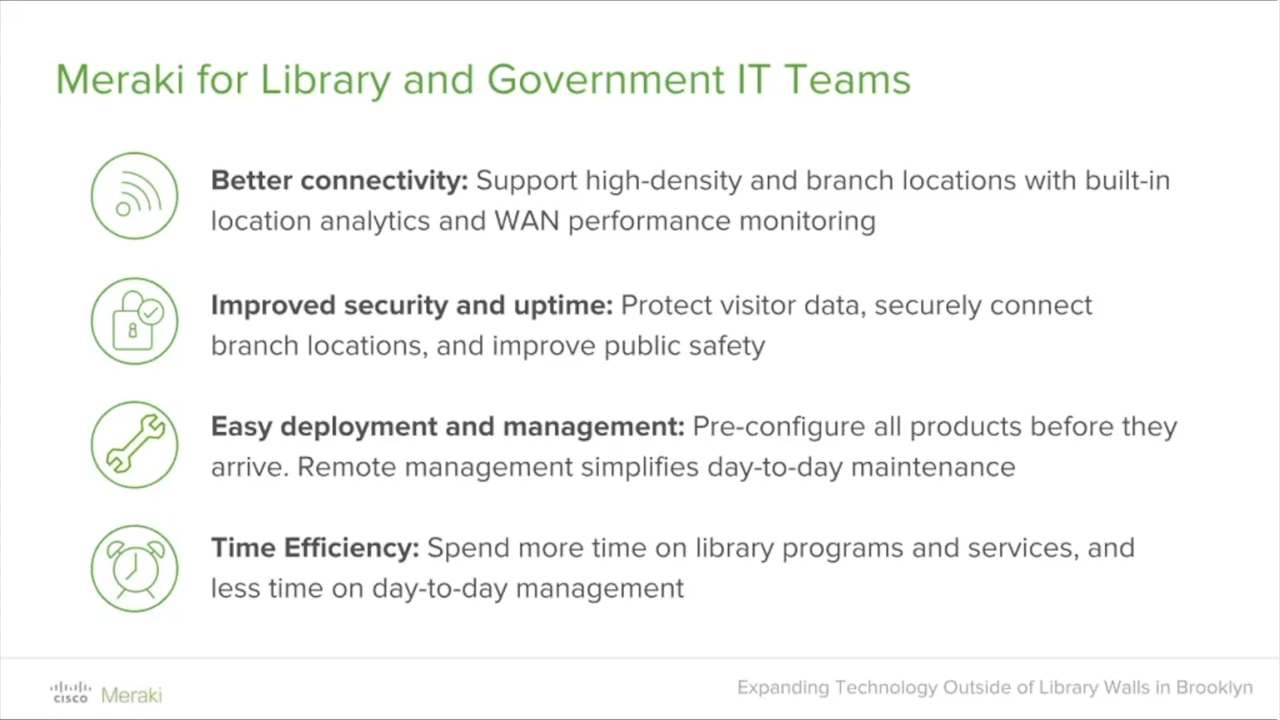 Meraki for Library and Government IT Teams
Better connectivity: Support high-density and branch locations with built-in
location analytics and WAN performance monitoring
Improved security and uptime: Protect visitor data, securely connect
branch locations, and improve public safety
Easy deployment and management: Pre-configure all products before they
arrive. Remote management simplifies day-to-day maintenance
Time Efficiency: Spend more time on library programs and services, and
less time on day-to-day management
CISCO Meraki
Expanding Technology Outside of Library Walls in Brooklyn